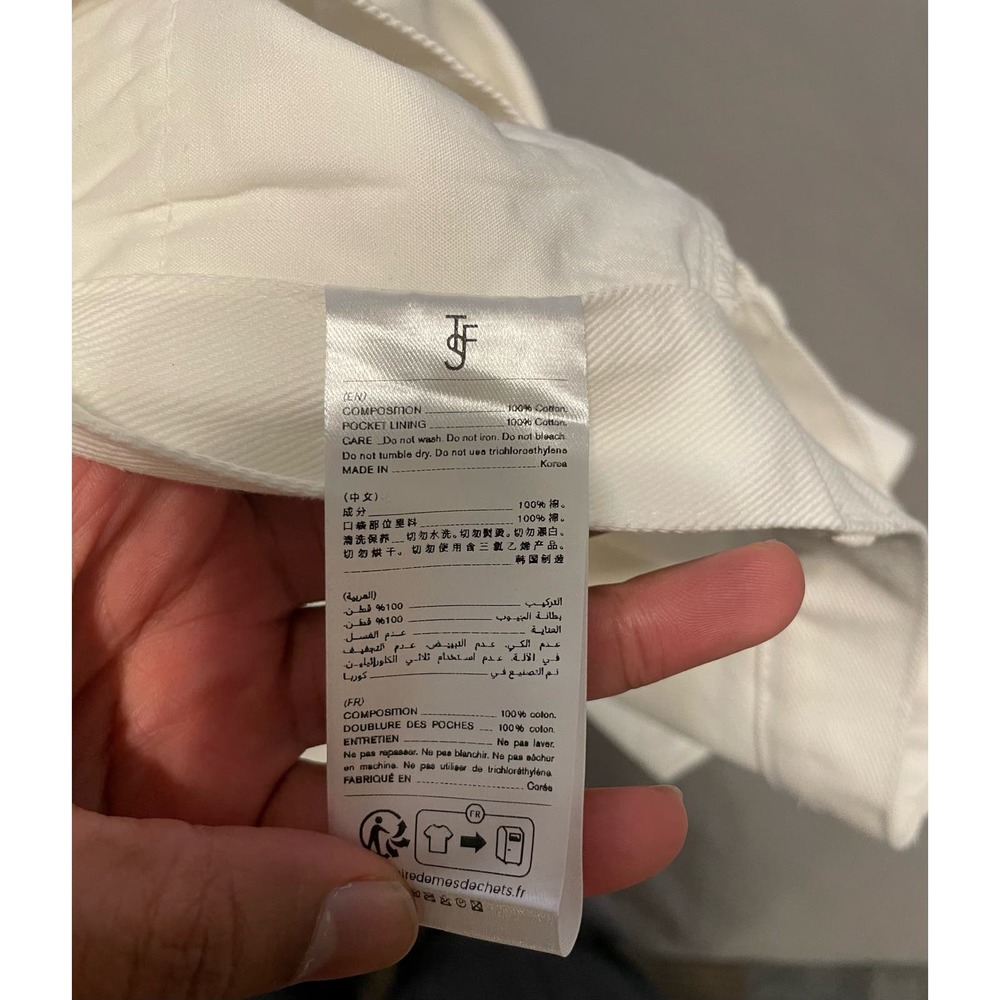 JSF
(EN)
COMPOSITION 100% Cotton.
POCKET LINING 100% Cotton.
CARE Do not wash. Do not iron. Do not bleach.
Do not tumble dry. Do not use trichloroethylene
MADE IN Korea
(中文)
成分 100% 棉。
口袋部位里料 100% 棉。
清洗保养 切勿水洗。切勿熨烫。切勿漂白。
切勿烘干。切勿使用含三氯乙烯产品。
韩国制造
(العربية)
التركيب 100% قطن.
بطانة الجيوب 100% قطن.
العناية عدم الغسل.
عدم الكي. عدم التبييض. عدم التجفيف
في الآلة. عدم استخدام ثلاثي الكلورإيثيلين.
تم التصنيع في كوريا
(FR)
COMPOSITION 100% coton.
DOUBLURE DES POCHES 100% coton.
ENTRETIEN Ne pas laver.
Ne pas repasser. Ne pas blanchir. Ne pas sécher
en machine. Ne pas utiliser de trichloréthylène.
FABRIQUÉ EN Corée
FR
iredemesdechets.fr